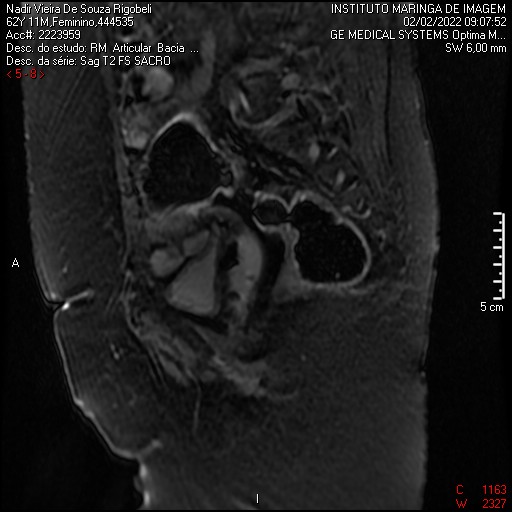 Nadir Vieira De Souza Rigobeli
62Y 11M,Feminino,444535
Acc#: 2223959
Desc. do estudo: RM Articular Bacia ...
Desc. da série: Sag T2 FS SACRO
< 5 - 8 >
INSTITUTO MARINGA DE IMAGEM
02/02/2022 09:07:52
GE MEDICAL SYSTEMS Optima M...
SW 6,00 mm
A
5 cm
I
C 1163
W 2327